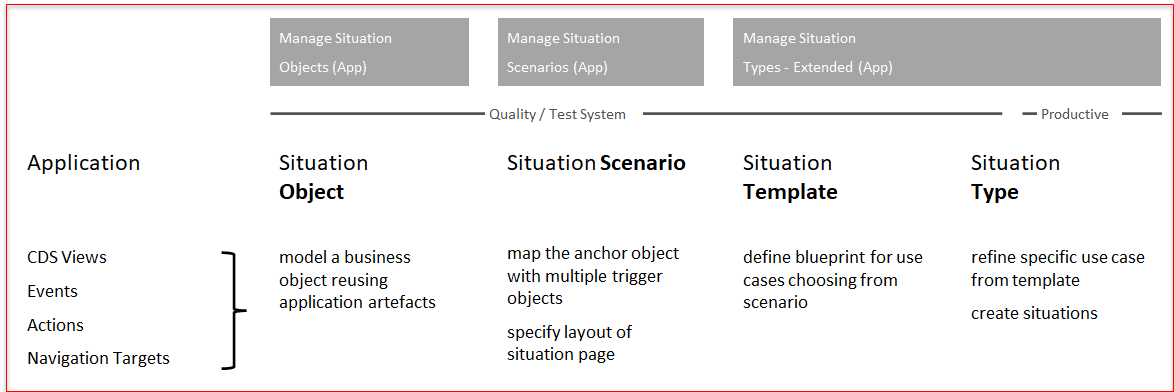 Manage Situation
Objects (App)
Manage Situation
Scenarios (App)
Manage Situation
Types - Extended (App)
Quality / Test System
Productive
Application
Situation
Object
Situation Scenario
Situation
Template
Situation
Type
CDS Views
Events
Actions
Navigation Targets
model a business
object reusing
application artefacts
map the anchor object
with multiple trigger
objects
specify layout of
situation page
define blueprint for use
cases choosing from
scenario
refine specific use case
from template
create situations